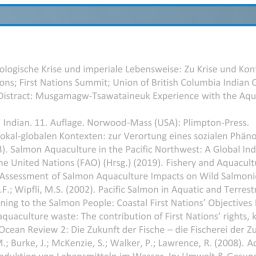 ologische Krise und imperiale Lebensweise: Zu Krise und Kon
ons; First Nations Summit; Union of British Columbia Indian C
Distract: Musgamagw-Tsawataineuk Experience with the Aqu
Indian. 11. Auflage. Norwood-Mass (USA): Plimpton-Press.
okal-globalen Kontexten: zur Verortung eines sozialen Phäno
). Salmon Aquaculture in the Pacific Northwest: A Global Ind
he United Nations (FAO) (Hrsg.) (2019). Fishery and Aquacultu
Assessment of Salmon Aquaculture Impacts on Wild Salmoni
.F.; Wipfli, M.S. (2002). Pacific Salmon in Aquatic and Terrestr
ning to the Salmon People: Coastal First Nations' Objectives
aquaculture waste: The contribution of First Nations' rights, k
Ocean Review 2: Die Zukunft der Fische – die Fischerei der Zu
M.; Burke, J.; McKenzie, S.; Walker, P.; Lawrence, R. (2008). Ac